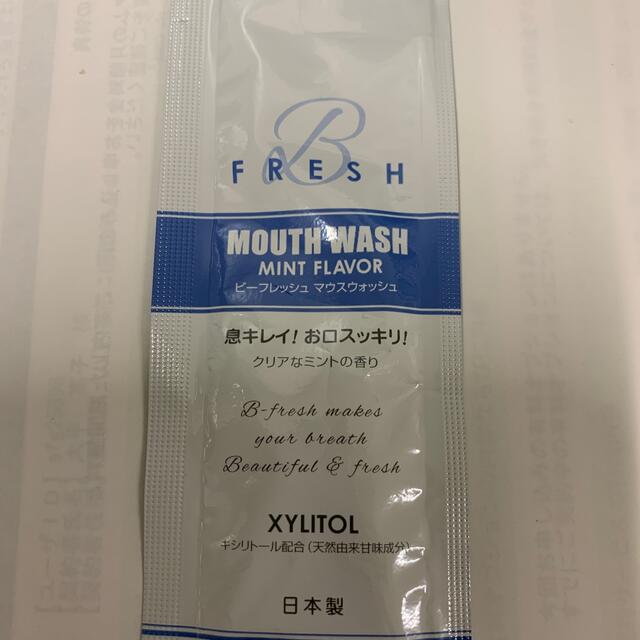 B
FRESH
MOUTH WASH
MINT FLAVOR
ビーフレッシュ マウスウォッシュ
息キレイ! お口スッキリ!
クリアなミントの香り
B-fresh makes
your breath
Beautiful & fresh
XYLITOL
キシリトール配合(天然由来甘味成分)
日本製